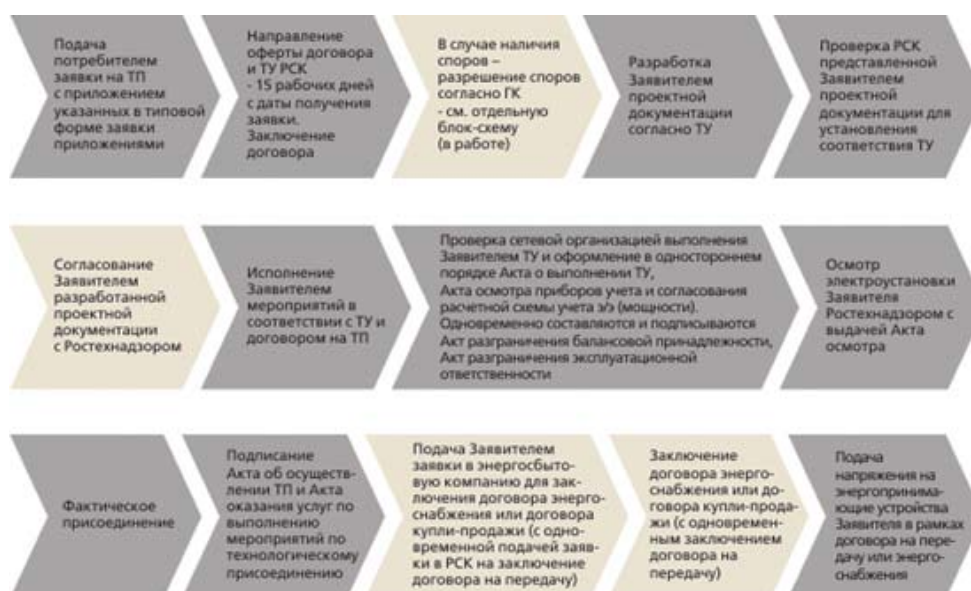 Подача
потребителем
заявки на ТП
с приложением
указанных в типовой
форме заявки
приложениями
Направление
оферты договора
и ТУ РСК
- 15 рабочих дней
с даты получения
заявки.
Заключение
договора
В случае наличия
споров –
разрешение споров
согласно ГК
- см. отдельную
блок-схему
(в работе)
Разработка
Заявителем
проектной
документации
согласно ТУ
Проверка РСК
представленной
Заявителем
проектной
документации для
установления
соответствия ТУ
Согласование
Заявителем
разработанной
проектной
документации
с Ростехнадзором
Исполнение
Заявителем
мероприятий в
соответствии с ТУ и
договором на ТП
Проверка сетевой организацией выполнения
Заявителем ТУ и оформление в одностороннем
порядке Акта о выполнении ТУ,
Акта осмотра приборов учета и согласования
расчетной схемы учета э/э (мощности).
Одновременно составляются и подписываются
Акт разграничения балансовой принадлежности,
Акт разграничения эксплуатационной
ответственности
Осмотр
электроустановки
Заявителя
Ростехнадзором с
выдачей Акта
осмотра
Фактическое
присоединение
Подписание
Акта об осуществ-
лении ТП и Акта
оказания услуг по
выполнению
мероприятий по
технологическому
присоединению
Подача Заявителем
заявки в энергосбыто-
вую компанию для зак-
лючения договора энерго-
снабжения или договора
купли-продажи (с одно-
временной подачей заяв-
ки в РСК на заключение
договора на передачу)
Заключение
договора энерго-
снабжения или до-
говора купли-прода-
жи (с одновремен-
ным заключением
договора на
передачу)
Подача
напряжения на
энергопринима-
ющие устройства
Заявителя в рамках
договора на пере-
дачу или энерго-
снабжения